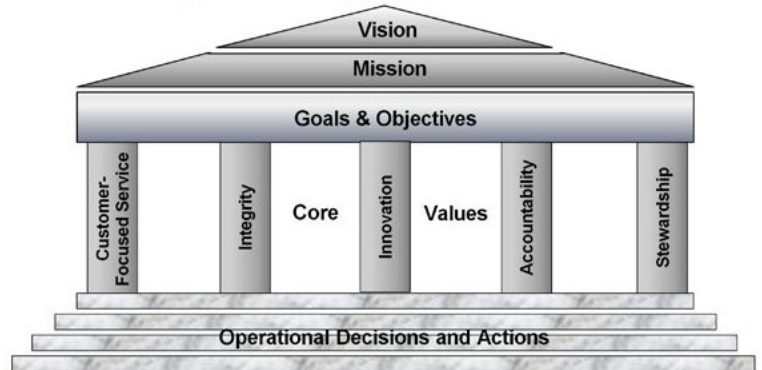 Vision
Mission
Goals & Objectives
Customer-
Focused Service
Integrity
Core
Innovation
Values
Accountability
Stewardship
Operational Decisions and Actions